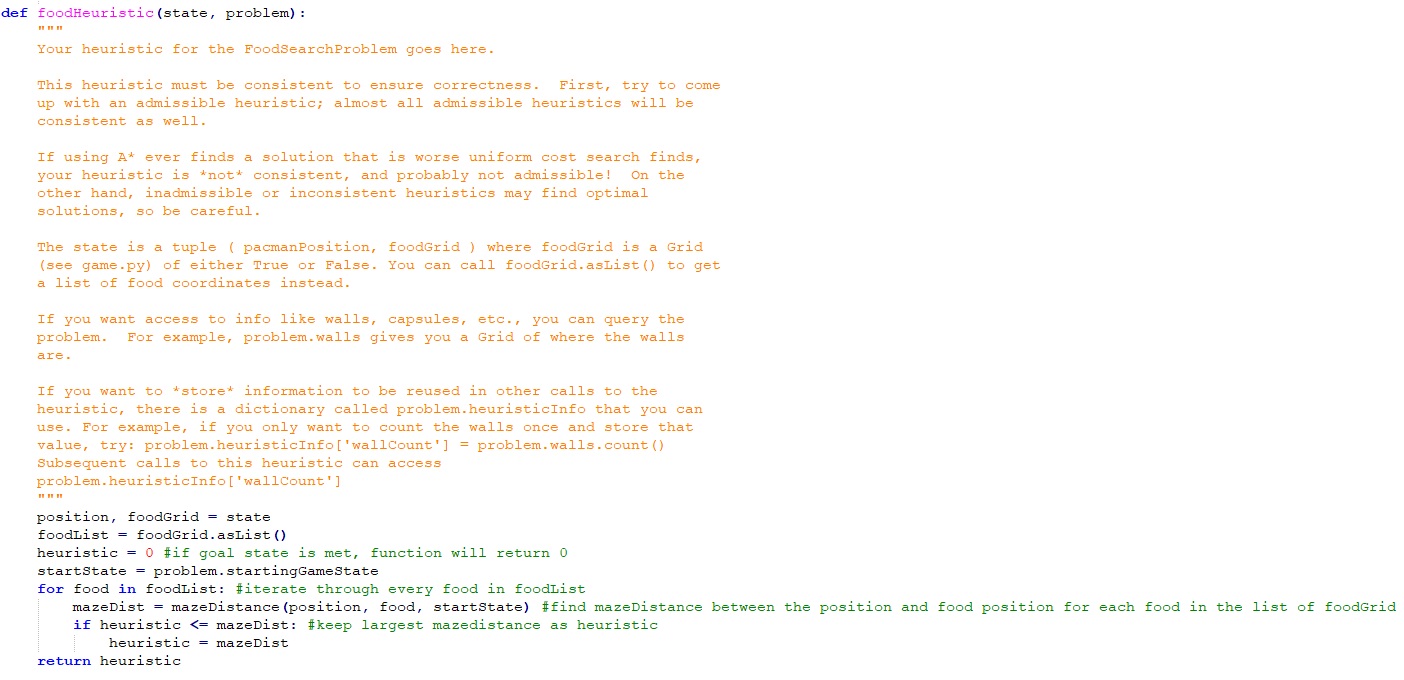 def foodHeuristic(state, problem):
    """
    Your heuristic for the FoodSearchProblem goes here.

    This heuristic must be consistent to ensure correctness.  First, try to come
    up with an admissible heuristic; almost all admissible heuristics will be
    consistent as well.

    If using A* ever finds a solution that is worse uniform cost search finds,
    your heuristic is *not* consistent, and probably not admissible!  On the
    other hand, inadmissible or inconsistent heuristics may find optimal
    solutions, so be careful.

    The state is a tuple ( pacmanPosition, foodGrid ) where foodGrid is a Grid
    (see game.py) of either True or False. You can call foodGrid.asList() to get
    a list of food coordinates instead.

    If you want access to info like walls, capsules, etc., you can query the
    problem.  For example, problem.walls gives you a Grid of where the walls
    are.

    If you want to *store* information to be reused in other calls to the
    heuristic, there is a dictionary called problem.heuristicInfo that you can
    use. For example, if you only want to count the walls once and store that
    value, try: problem.heuristicInfo['wallCount'] = problem.walls.count()
    Subsequent calls to this heuristic can access
    problem.heuristicInfo['wallCount']
    """
    position, foodGrid = state
    foodList = foodGrid.asList()
    heuristic = 0 #if goal state is met, function will return 0
    startState = problem.startingGameState
    for food in foodList: #iterate through every food in foodList
        mazeDist = mazeDistance(position, food, startState) #find mazeDistance between the position and food position for each food in the list of foodGrid
        if heuristic <= mazeDist: #keep largest mazedistance as heuristic
            heuristic = mazeDist
    return heuristic